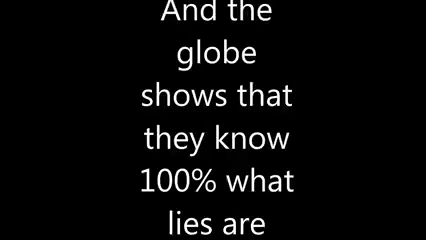 And the
globe
shows that
they know
100% what
lies are